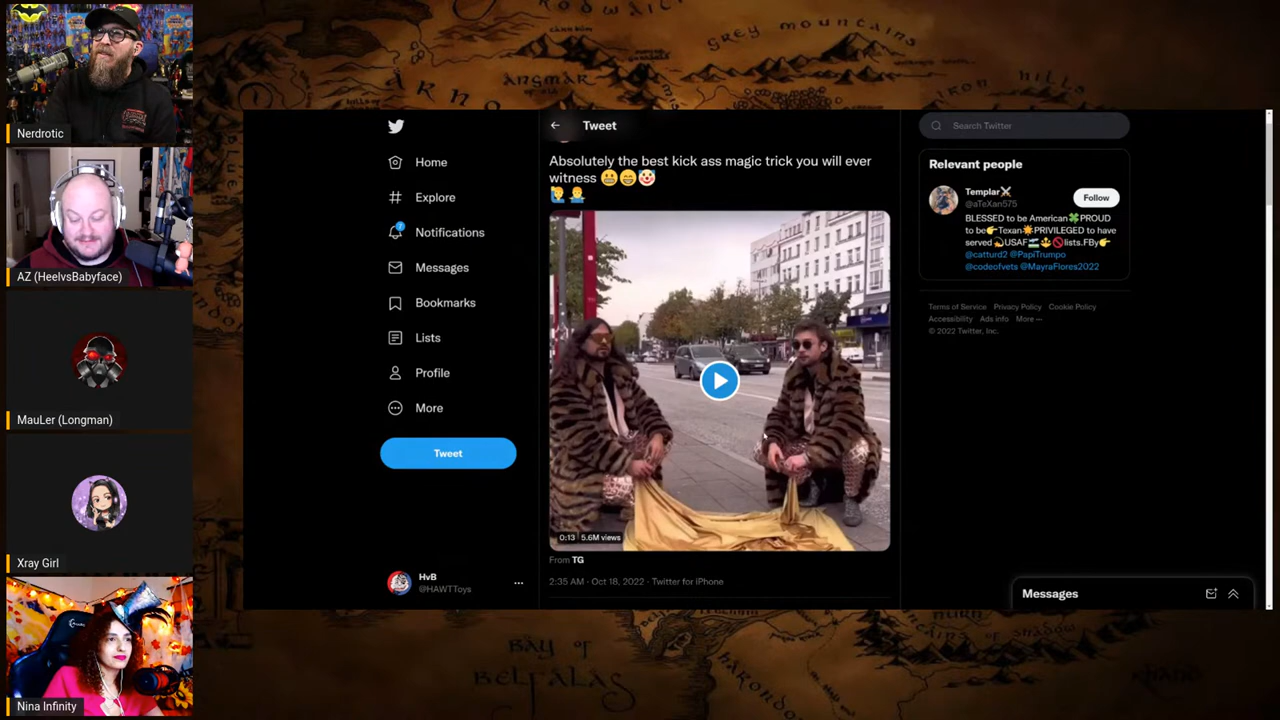 Nerdrotic
AZ (HeelvsBabyface)
MauLer (Longman)
Xray Girl
Nina Infinity
GREY MOUNTAINS
ANGMAR
Home
Explore
Notifications
Messages
Bookmarks
Lists
Profile
More
Tweet
HvB
@HAWTToys
Tweet
Absolutely the best kick ass magic trick you will ever
witness 😬😁🤡
0:13 5.6M views
From TG
2:35 AM · Oct 18, 2022 · Twitter for iPhone
Search Twitter
Relevant people
Templar⚔️
@aTeXan575
Follow
BLESSED to be American🍀PROUD
to be👉Texan☀️PRIVILEGED to have
served 💫USAF🚫lists.FBy👉
@catturd2 @PapiTrumpo
@codeofvets @MayraFlores2022
Terms of Service Privacy Policy Cookie Policy
Accessibility Ads info More —
© 2022 Twitter, Inc.
Messages
BAY OF
BELFALAS
KHAND